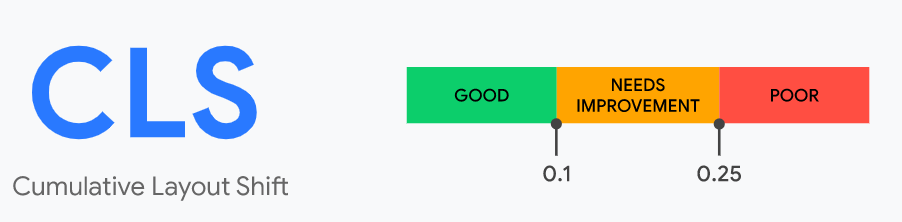 CLS
Cumulative Layout Shift
GOOD
NEEDS
IMPROVEMENT
POOR
0.1
0.25